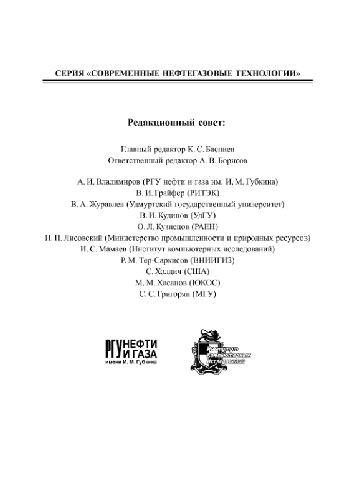 СЕРИЯ «СОВРЕМЕННЫЕ НЕФТЕГАЗОВЫЕ ТЕХНОЛОГИИ»
Редакционный совет:
Главный редактор К. С. Басниев
Ответственный редактор А. В. Борисов
А. И. Владимиров (РГУ нефти и газа им. И. М. Губкина)
В. И. Грайфер (РИТЭК)
В. А. Журавлев (Удмуртский государственный университет)
В. И. Кудинов (УдГУ)
О. Л. Кузнецов (РАЕН)
Н. Н. Лисовский (Министерство промышленности и природных ресурсов)
И. С. Мамаев (Институт компьютерных исследований)
Р. М. Тер-Саркисов (ВНИИГАЗ)
С. Холдич (США)
М. М. Хасанов (ЮКОС)
С. С. Григорян (МГУ)
РГУ НЕФТИ
И ГАЗА
имени И. М. Губкина